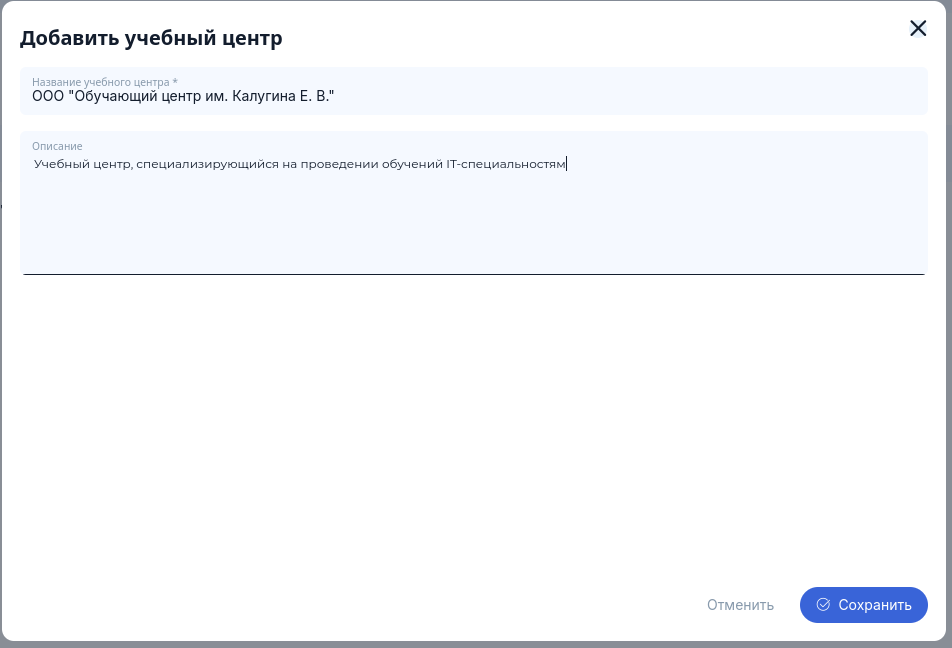 Добавить учебный центр
Название учебного центра *
ООО "Обучающий центр им. Калугина Е. В."
Описание
Учебный центр, специализирующийся на проведении обучений IT-специальностям
Отменить
Сохранить